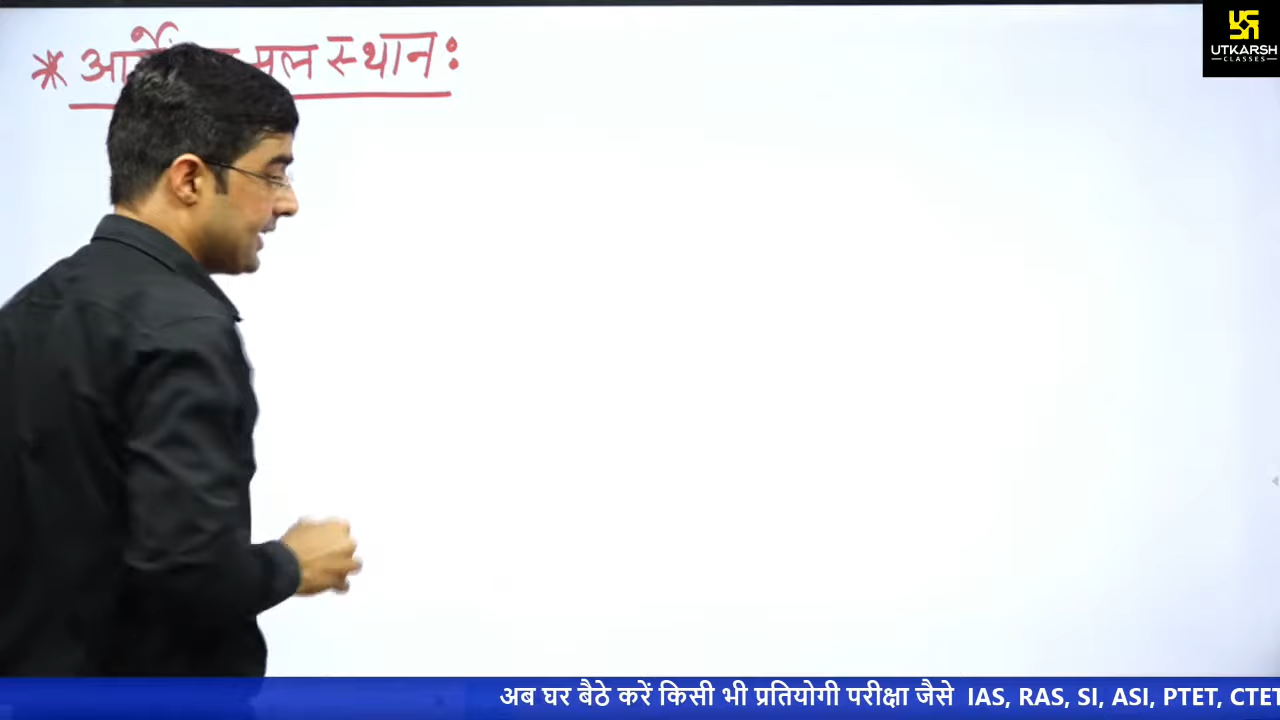 * स्थान :
UTKARSH
CLASSES
अब घर बैठे करें किसी भी प्रतियोगी परीक्षा जैसे IAS, RAS, SI, ASI, PTET, CTET